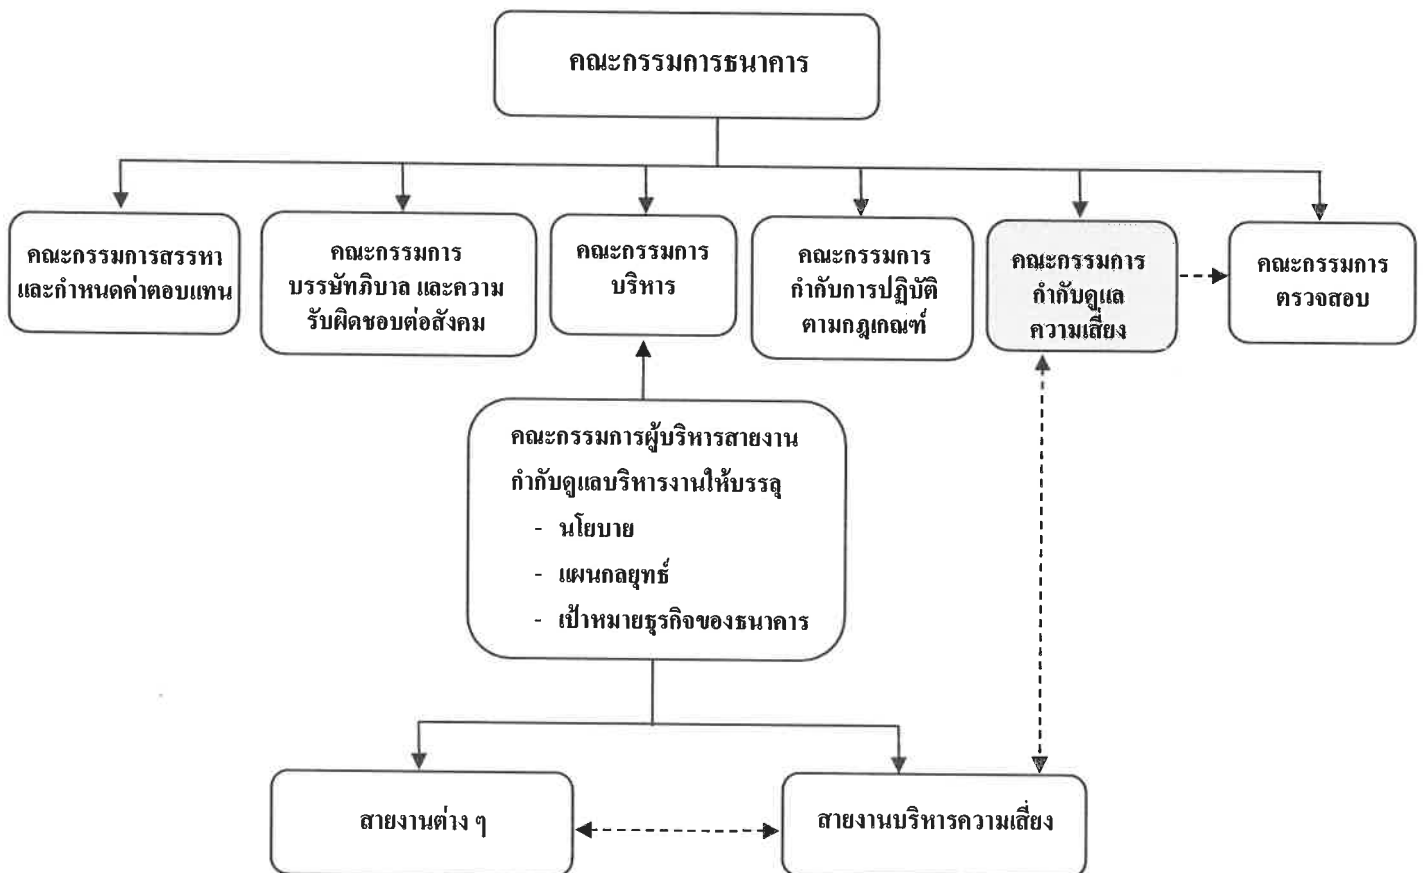 คณะกรรมการธนาคาร
คณะกรรมการสรรหา
และกำหนดค่าตอบแทน
คณะกรรมการ
บรรษัทภิบาล และความ
รับผิดชอบต่อสังคม
คณะกรรมการ
บริหาร
คณะกรรมการ
กำกับการปฏิบัติ
ตามกฎเกณฑ์
คณะกรรมการ
กำกับดูแล
ความเสี่ยง
คณะกรรมการ
ตรวจสอบ
คณะกรรมการผู้บริหารสายงาน
กำกับดูแลบริหารงานให้บรรลุ
- นโยบาย
- แผนกลยุทธ์
- เป้าหมายธุรกิจของธนาคาร
สายงานต่าง ๆ
สายงานบริหารความเสี่ยง